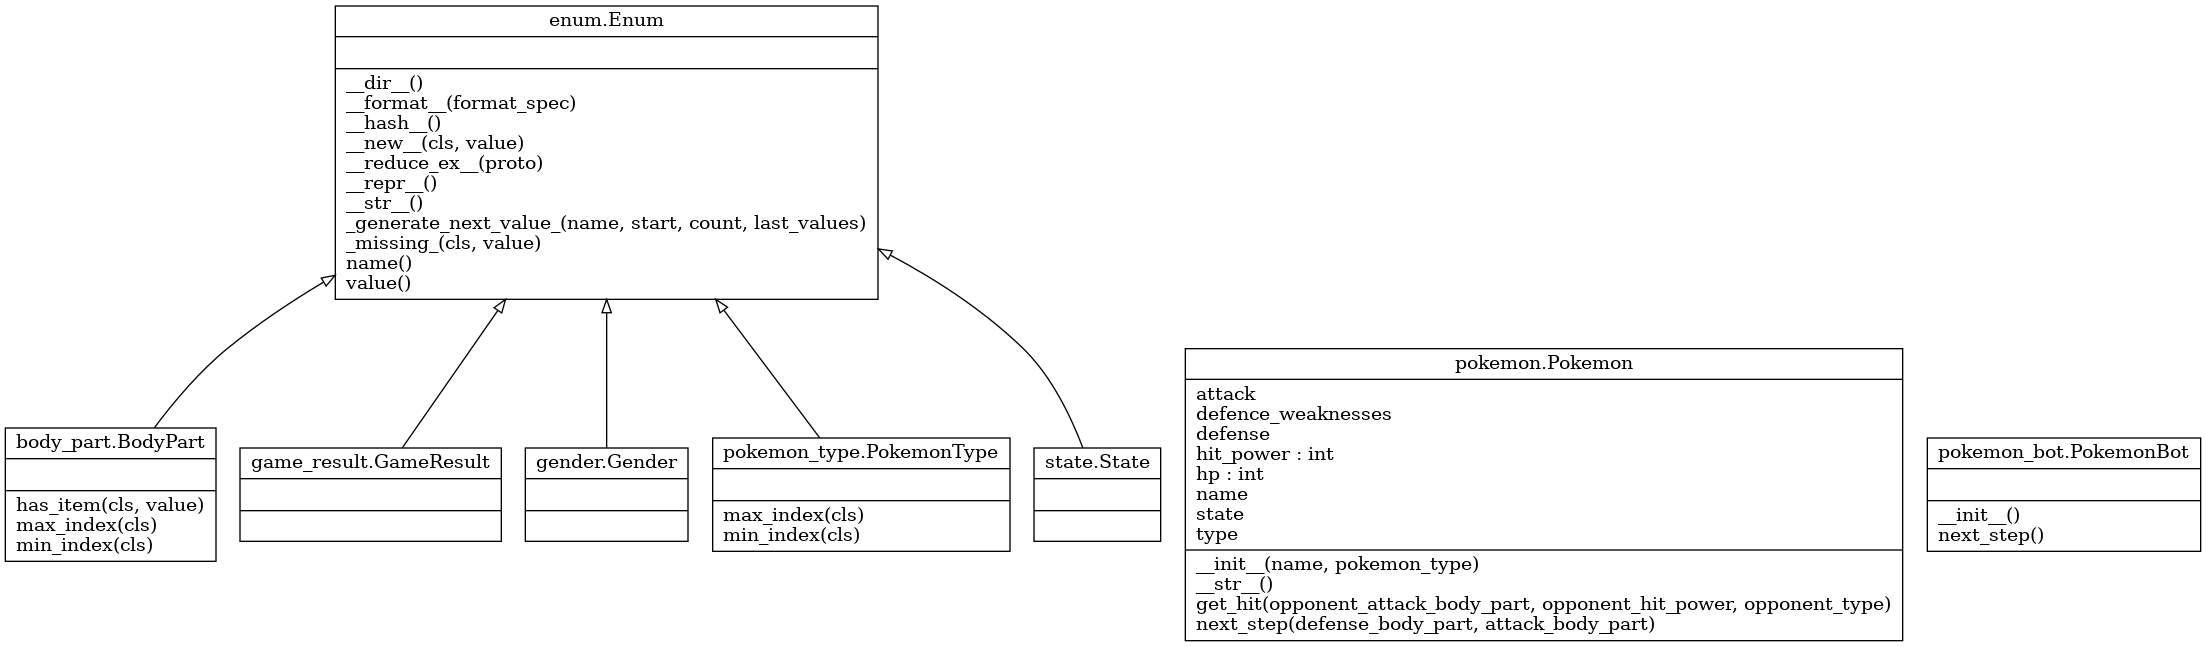 enum.Enum
__dir__()
__format__(format_spec)
__hash__()
__new__(cls, value)
__reduce_ex__(proto)
__repr__()
__str__()
_generate_next_value_(name, start, count, last_values)
_missing_(cls, value)
name()
value()
body_part.BodyPart
has_item(cls, value)
max_index(cls)
min_index(cls)
game_result.GameResult
gender.Gender
pokemon_type.PokemonType
max_index(cls)
min_index(cls)
state.State
pokemon.Pokemon
attack
defence_weaknesses
defense
hit_power : int
hp : int
name
state
type
__init__(name, pokemon_type)
__str__()
get_hit(opponent_attack_body_part, opponent_hit_power, opponent_type)
next_step(defense_body_part, attack_body_part)
pokemon_bot.PokemonBot
__init__()
next_step()